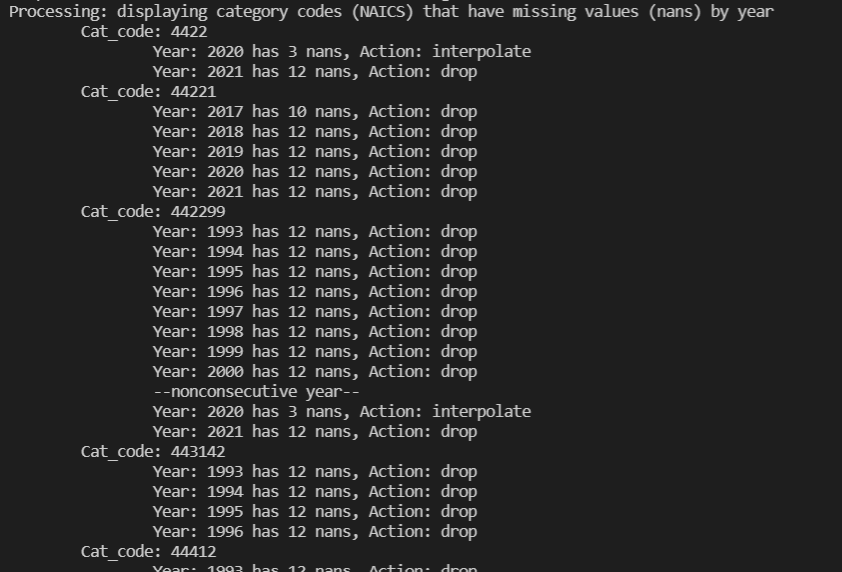 Processing: displaying category codes (NAICS) that have missing values (nans) by year
Cat_code: 4422
Year: 2020 has 3 nans, Action: interpolate
Year: 2021 has 12 nans, Action: drop
Cat_code: 44221
Year: 2017 has 10 nans, Action: drop
Year: 2018 has 12 nans, Action: drop
Year: 2019 has 12 nans, Action: drop
Year: 2020 has 12 nans, Action: drop
Year: 2021 has 12 nans, Action: drop
Cat_code: 442299
Year: 1993 has 12 nans, Action: drop
Year: 1994 has 12 nans, Action: drop
Year: 1995 has 12 nans, Action: drop
Year: 1996 has 12 nans, Action: drop
Year: 1997 has 12 nans, Action: drop
Year: 1998 has 12 nans, Action: drop
Year: 1999 has 12 nans, Action: drop
Year: 2000 has 12 nans, Action: drop
--nonconsecutive year--
Year: 2020 has 3 nans, Action: interpolate
Year: 2021 has 12 nans, Action: drop
Cat_code: 443142
Year: 1993 has 12 nans, Action: drop
Year: 1994 has 12 nans, Action: drop
Year: 1995 has 12 nans, Action: drop
Year: 1996 has 12 nans, Action: drop
Cat_code: 44412
Year: 1993 has 12 nans, Action: drop